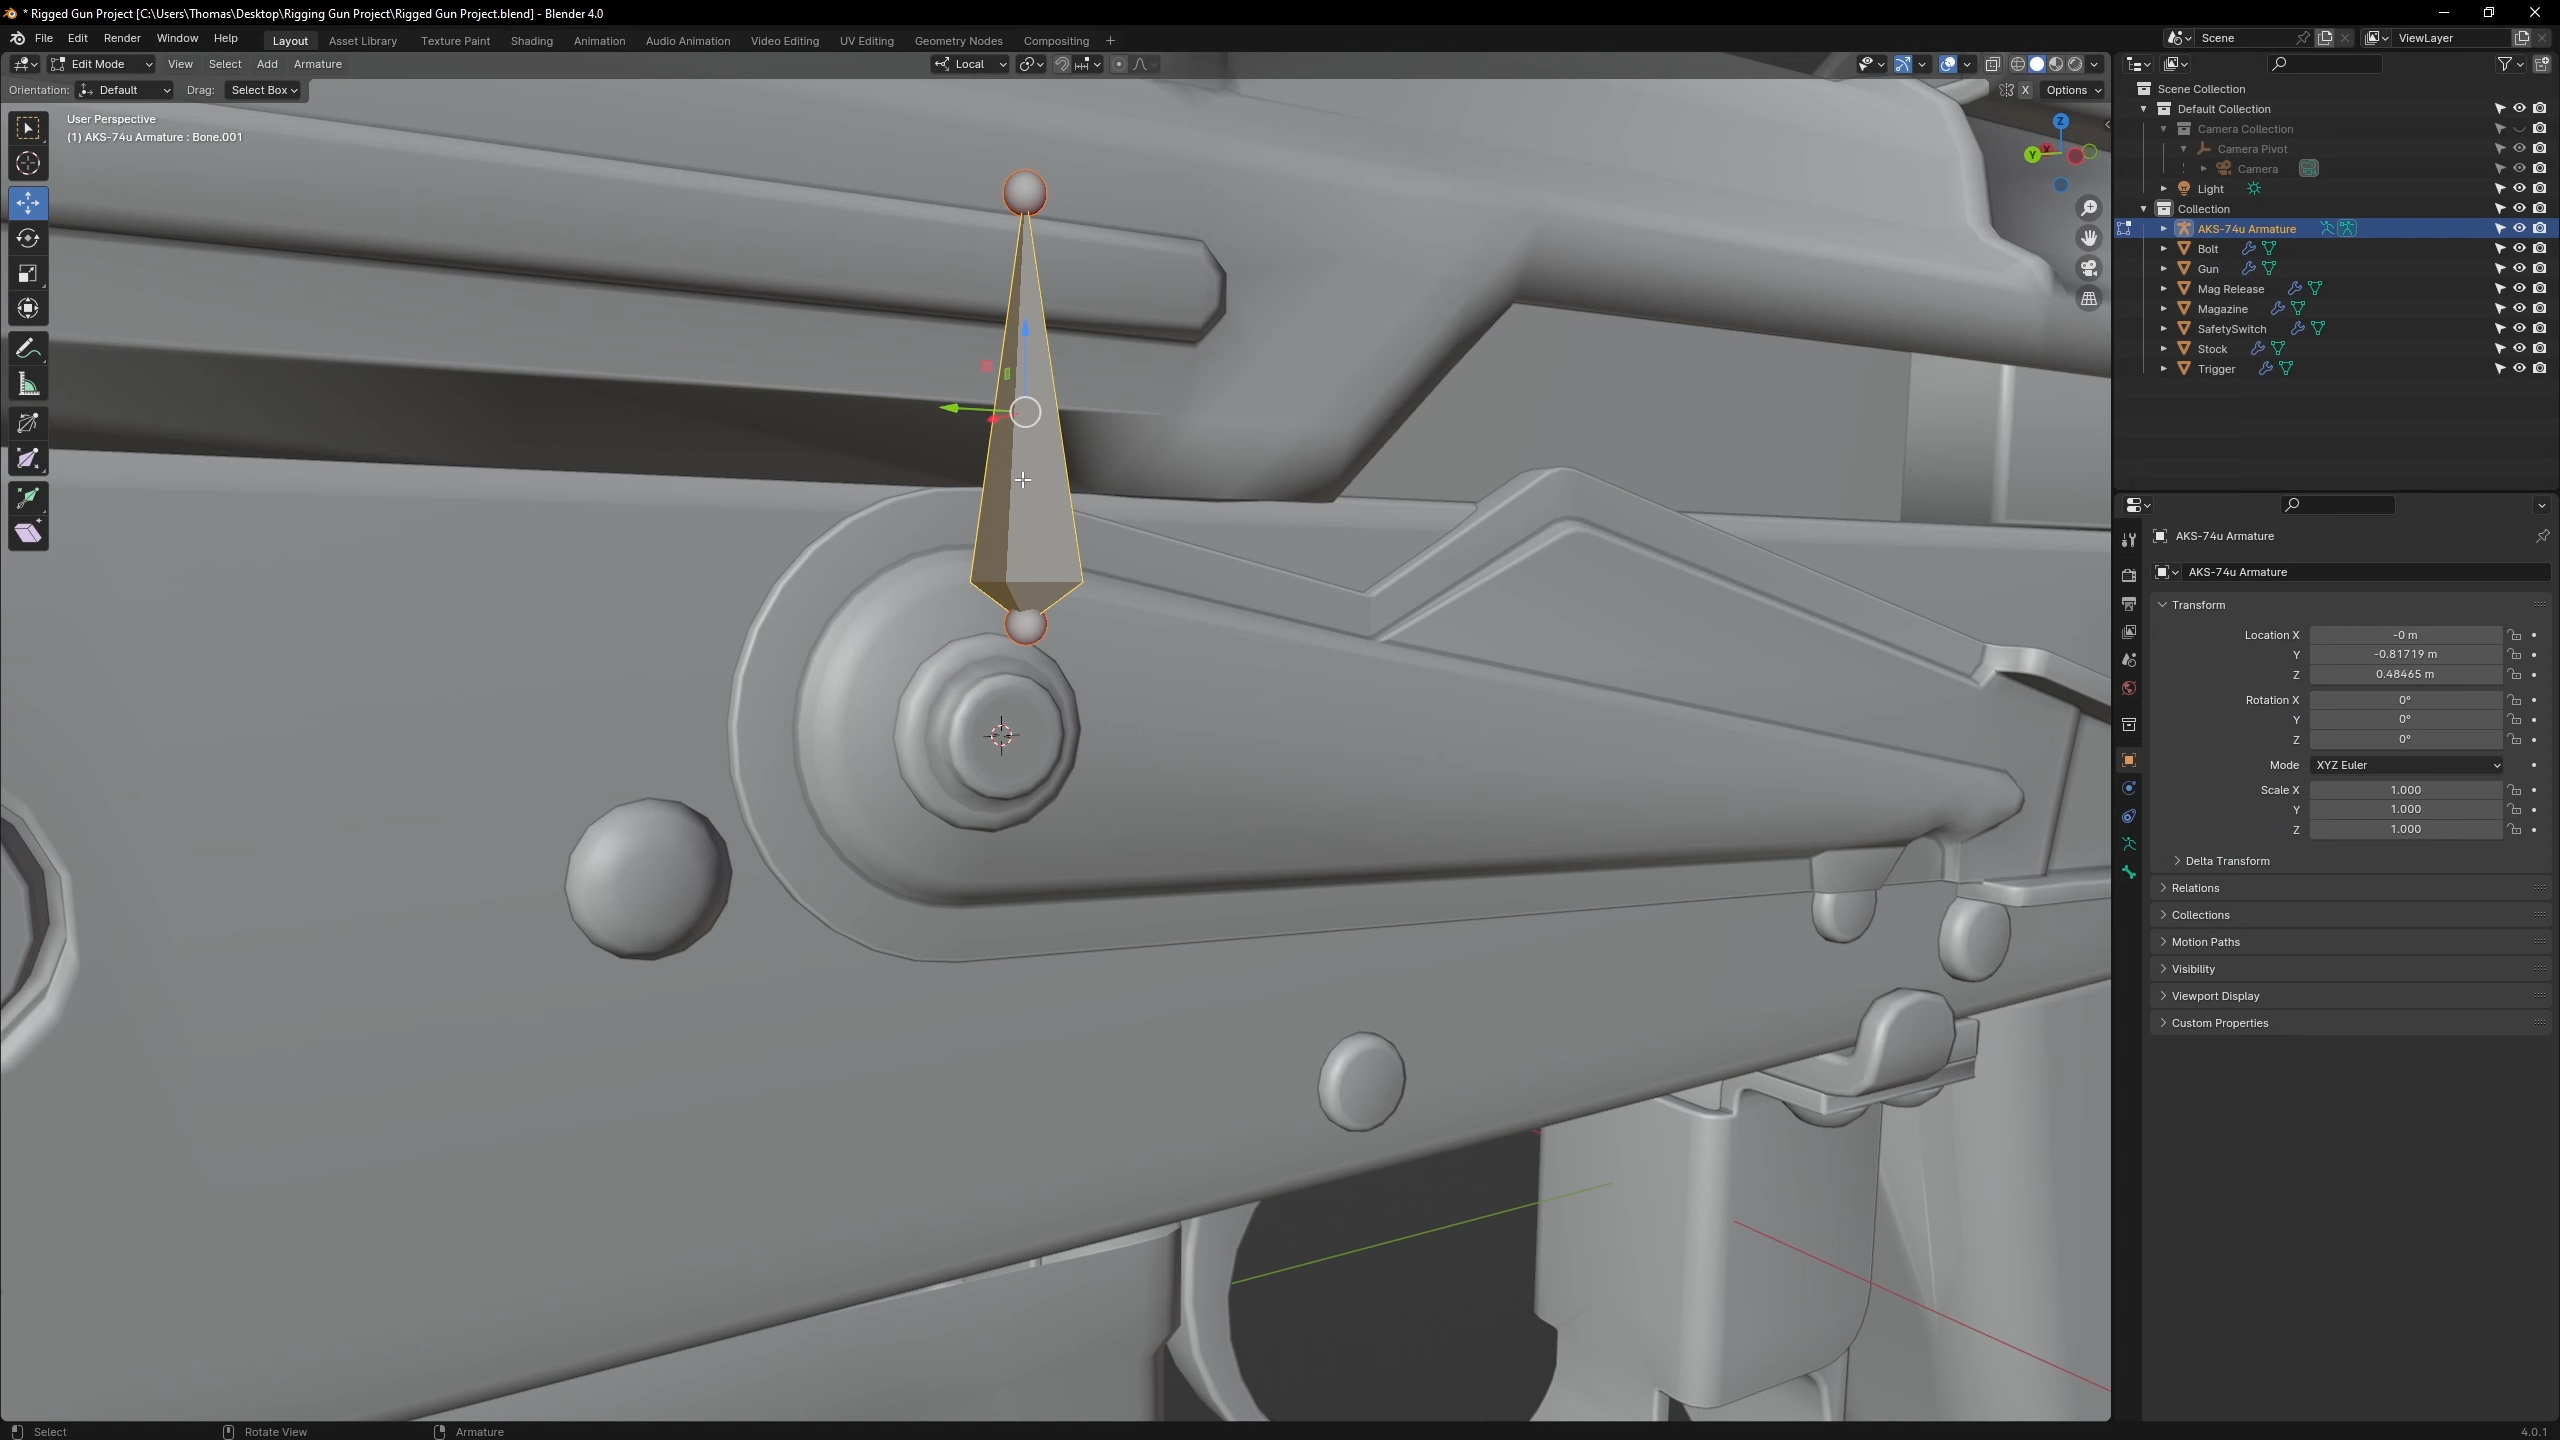 * Rigged Gun Project [C:\Users\Thomas\Desktop\Rigging Gun Project\Rigged Gun Project.blend] - Blender 4.0
File Edit Render Window Help Layout Asset Library Texture Paint Shading Animation Audio Animation Video Editing UV Editing Geometry Nodes Compositing +
Scene
ViewLayer
Edit Mode View Select Add Armature
Local
Orientation: Default Drag: Select Box
X Options
User Perspective
(1) AKS-74u Armature : Bone.001
Z
Y
X
Scene Collection
Default Collection
Camera Collection
Camera Pivot
Camera
Light
Collection
AKS-74u Armature
Bolt
Gun
Mag Release
Magazine
SafetySwitch
Stock
Trigger
AKS-74u Armature
AKS-74u Armature
Transform
Location X -0 m
Y -0.81719 m
Z 0.48465 m
Rotation X 0°
Y 0°
Z 0°
Mode XYZ Euler
Scale X 1.000
Y 1.000
Z 1.000
Delta Transform
Relations
Collections
Motion Paths
Visibility
Viewport Display
Custom Properties
Select Rotate View Armature
4.0.1